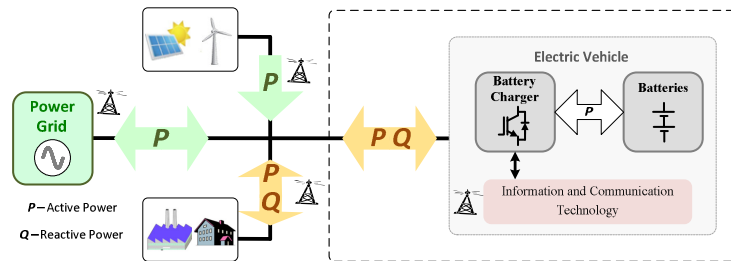 P
Electric Vehicle
Battery
Charger
P
Batteries
Power
Grid
P
P Q
P
Q
Information and Communication
Technology
P–Active Power
Q–Reactive Power